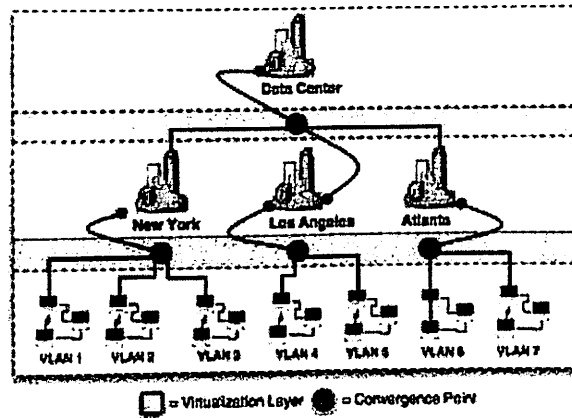 Data Center
New York
Los Angeles
Atlanta
VLAN 1
VLAN 2
VLAN 3
VLAN 4
VLAN 5
VLAN 6
VLAN 7
= Virtualization Layer
= Convergence Point